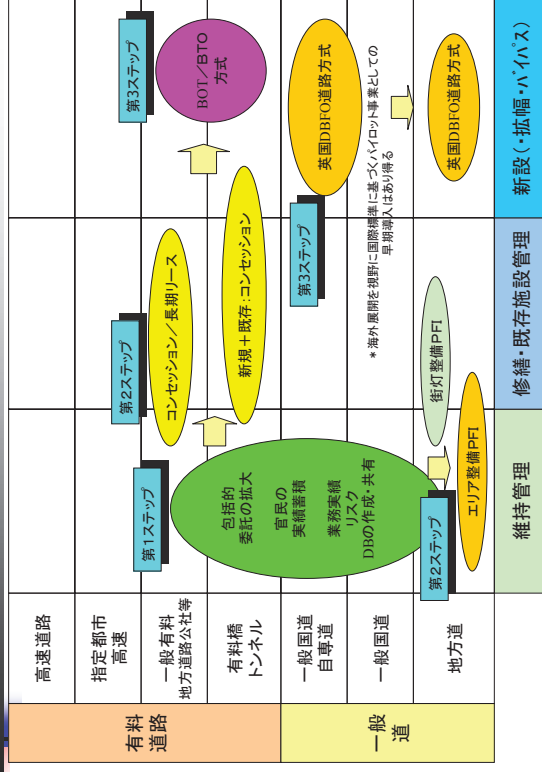 有料
道路
一般
道
高速道路
指定都市
高速
一般有料
地方道路公社等
有料橋
トンネル
一般国道
自専道
一般国道
地方道
維持管理
修繕・既存施設管理
新設(・拡幅・バイパス)
第1ステップ
包括的
委託の拡大
官民の
実績蓄積
業務実績
リスク
DBの作成・共有
第2ステップ
コンセッション/長期リース
新規+既存:コンセッション
第3ステップ
BOT/BTO
方式
第3ステップ
英国DBFO道路方式
*海外展開を視野に国際標準に基づくパイロット事業としての
早期導入はあり得る
英国DBFO道路方式
第2ステップ
街灯整備PFI
エリア整備PFI